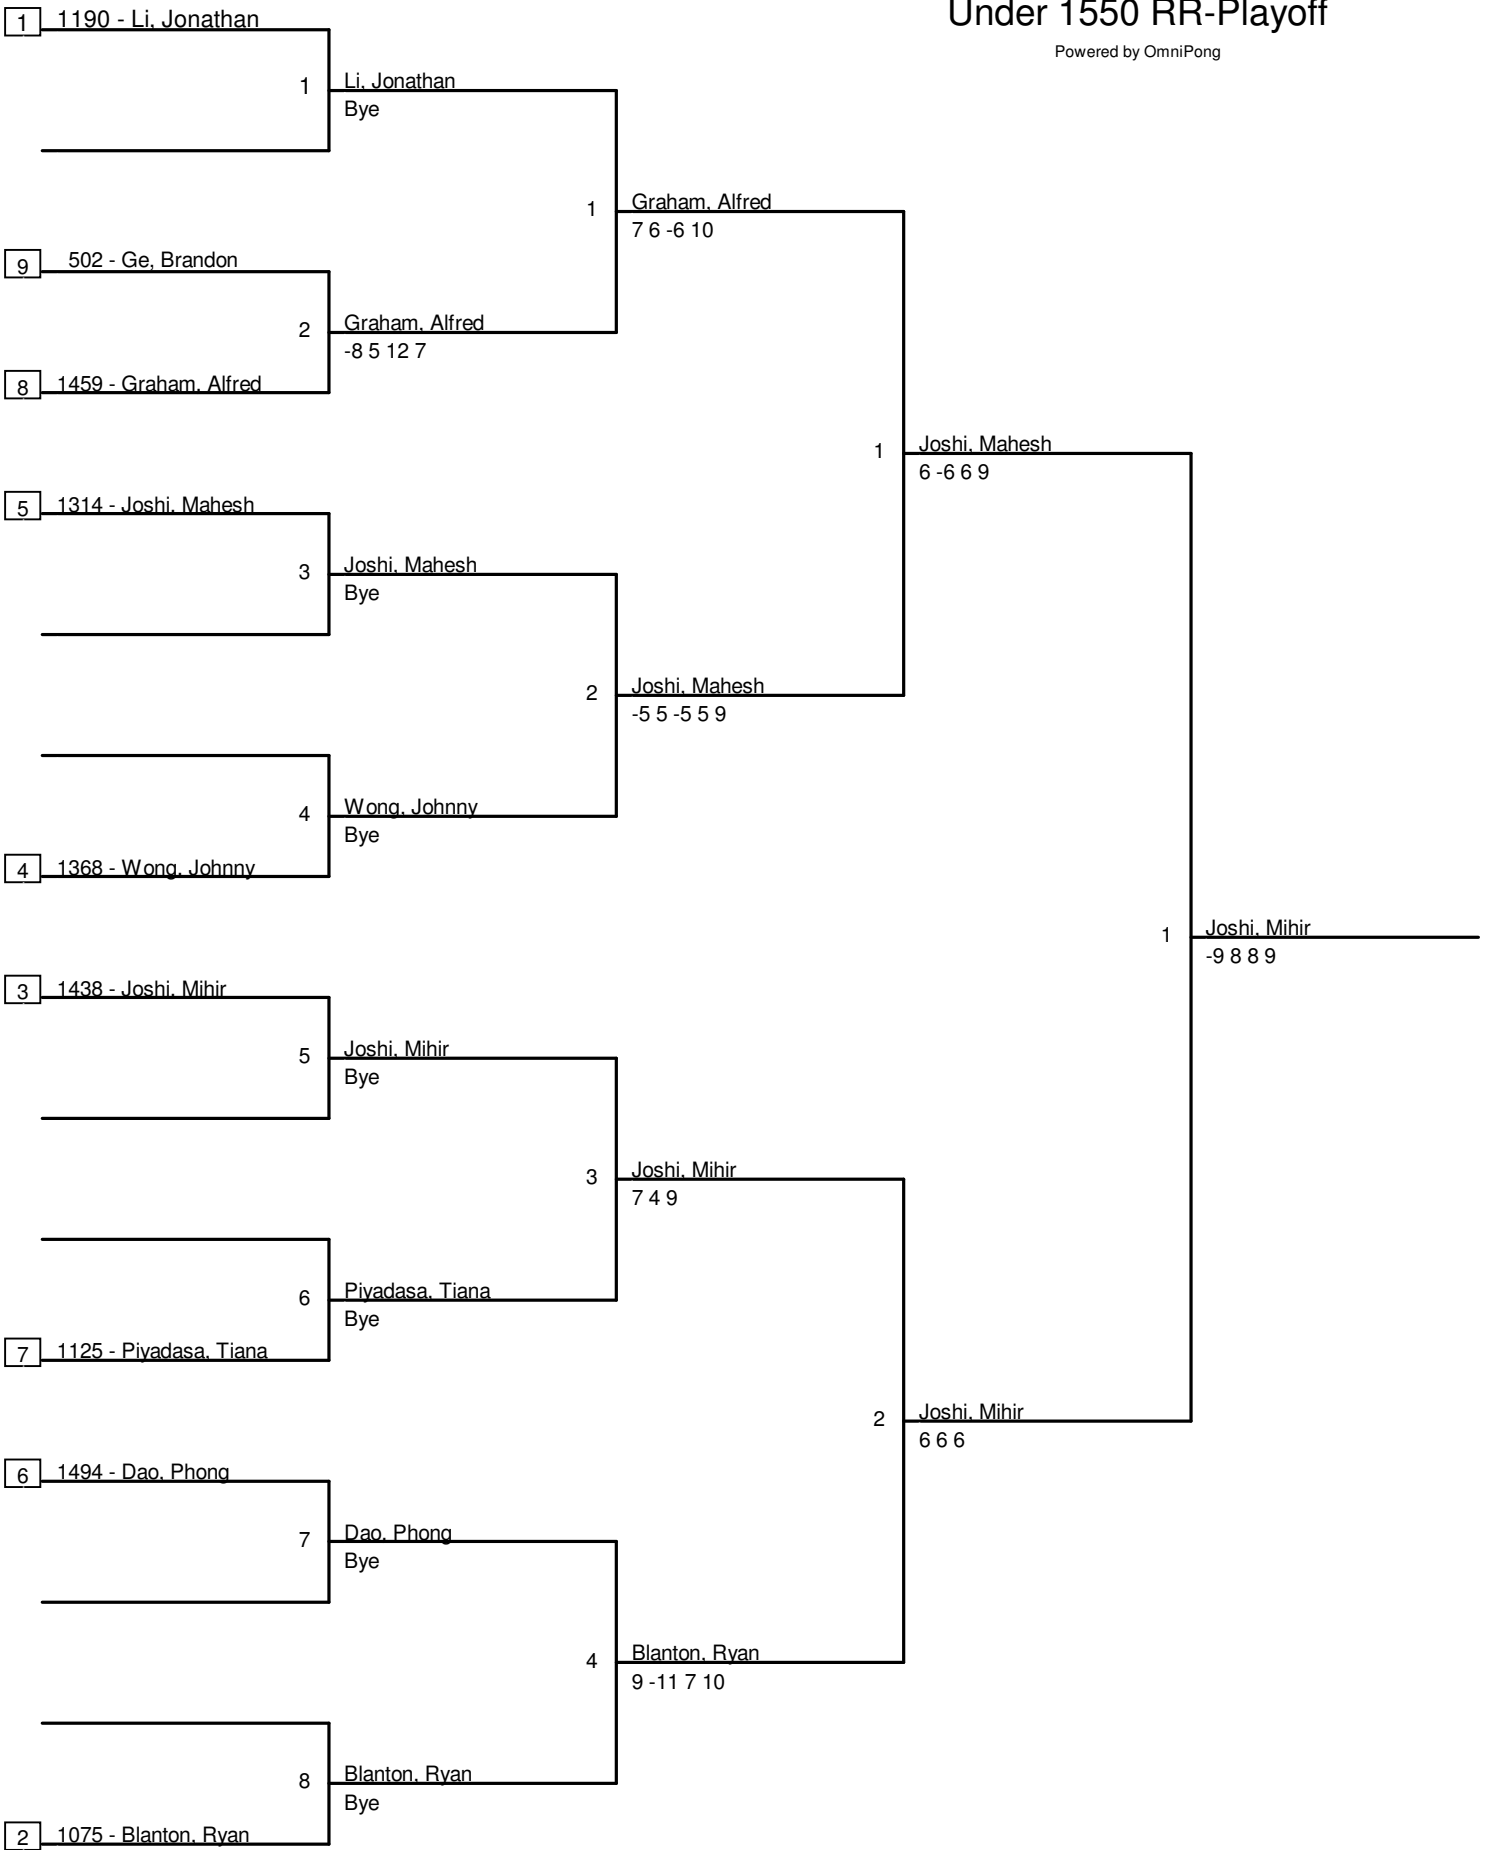 Under 1550 RR-Playoff
Powered by OmniPong
1 1190 - Li, Jonathan
1 Li, Jonathan
Bye
1 Graham, Alfred
7 6 -6 10
9 502 - Ge, Brandon
2 Graham, Alfred
-8 5 12 7
8 1459 - Graham, Alfred
1 Joshi, Mahesh
6 -6 6 9
5 1314 - Joshi, Mahesh
3 Joshi, Mahesh
Bye
2 Joshi, Mahesh
-5 5 -5 5 9
4 Wong, Johnny
Bye
4 1368 - Wong, Johnny
1 Joshi, Mihir
-9 8 8 9
3 1438 - Joshi, Mihir
5 Joshi, Mihir
Bye
3 Joshi, Mihir
7 4 9
6 Piyadasa, Tiana
Bye
7 1125 - Piyadasa, Tiana
2 Joshi, Mihir
6 6 6
6 1494 - Dao, Phong
7 Dao, Phong
Bye
4 Blanton, Ryan
9 -11 7 10
8 Blanton, Ryan
Bye
2 1075 - Blanton, Ryan